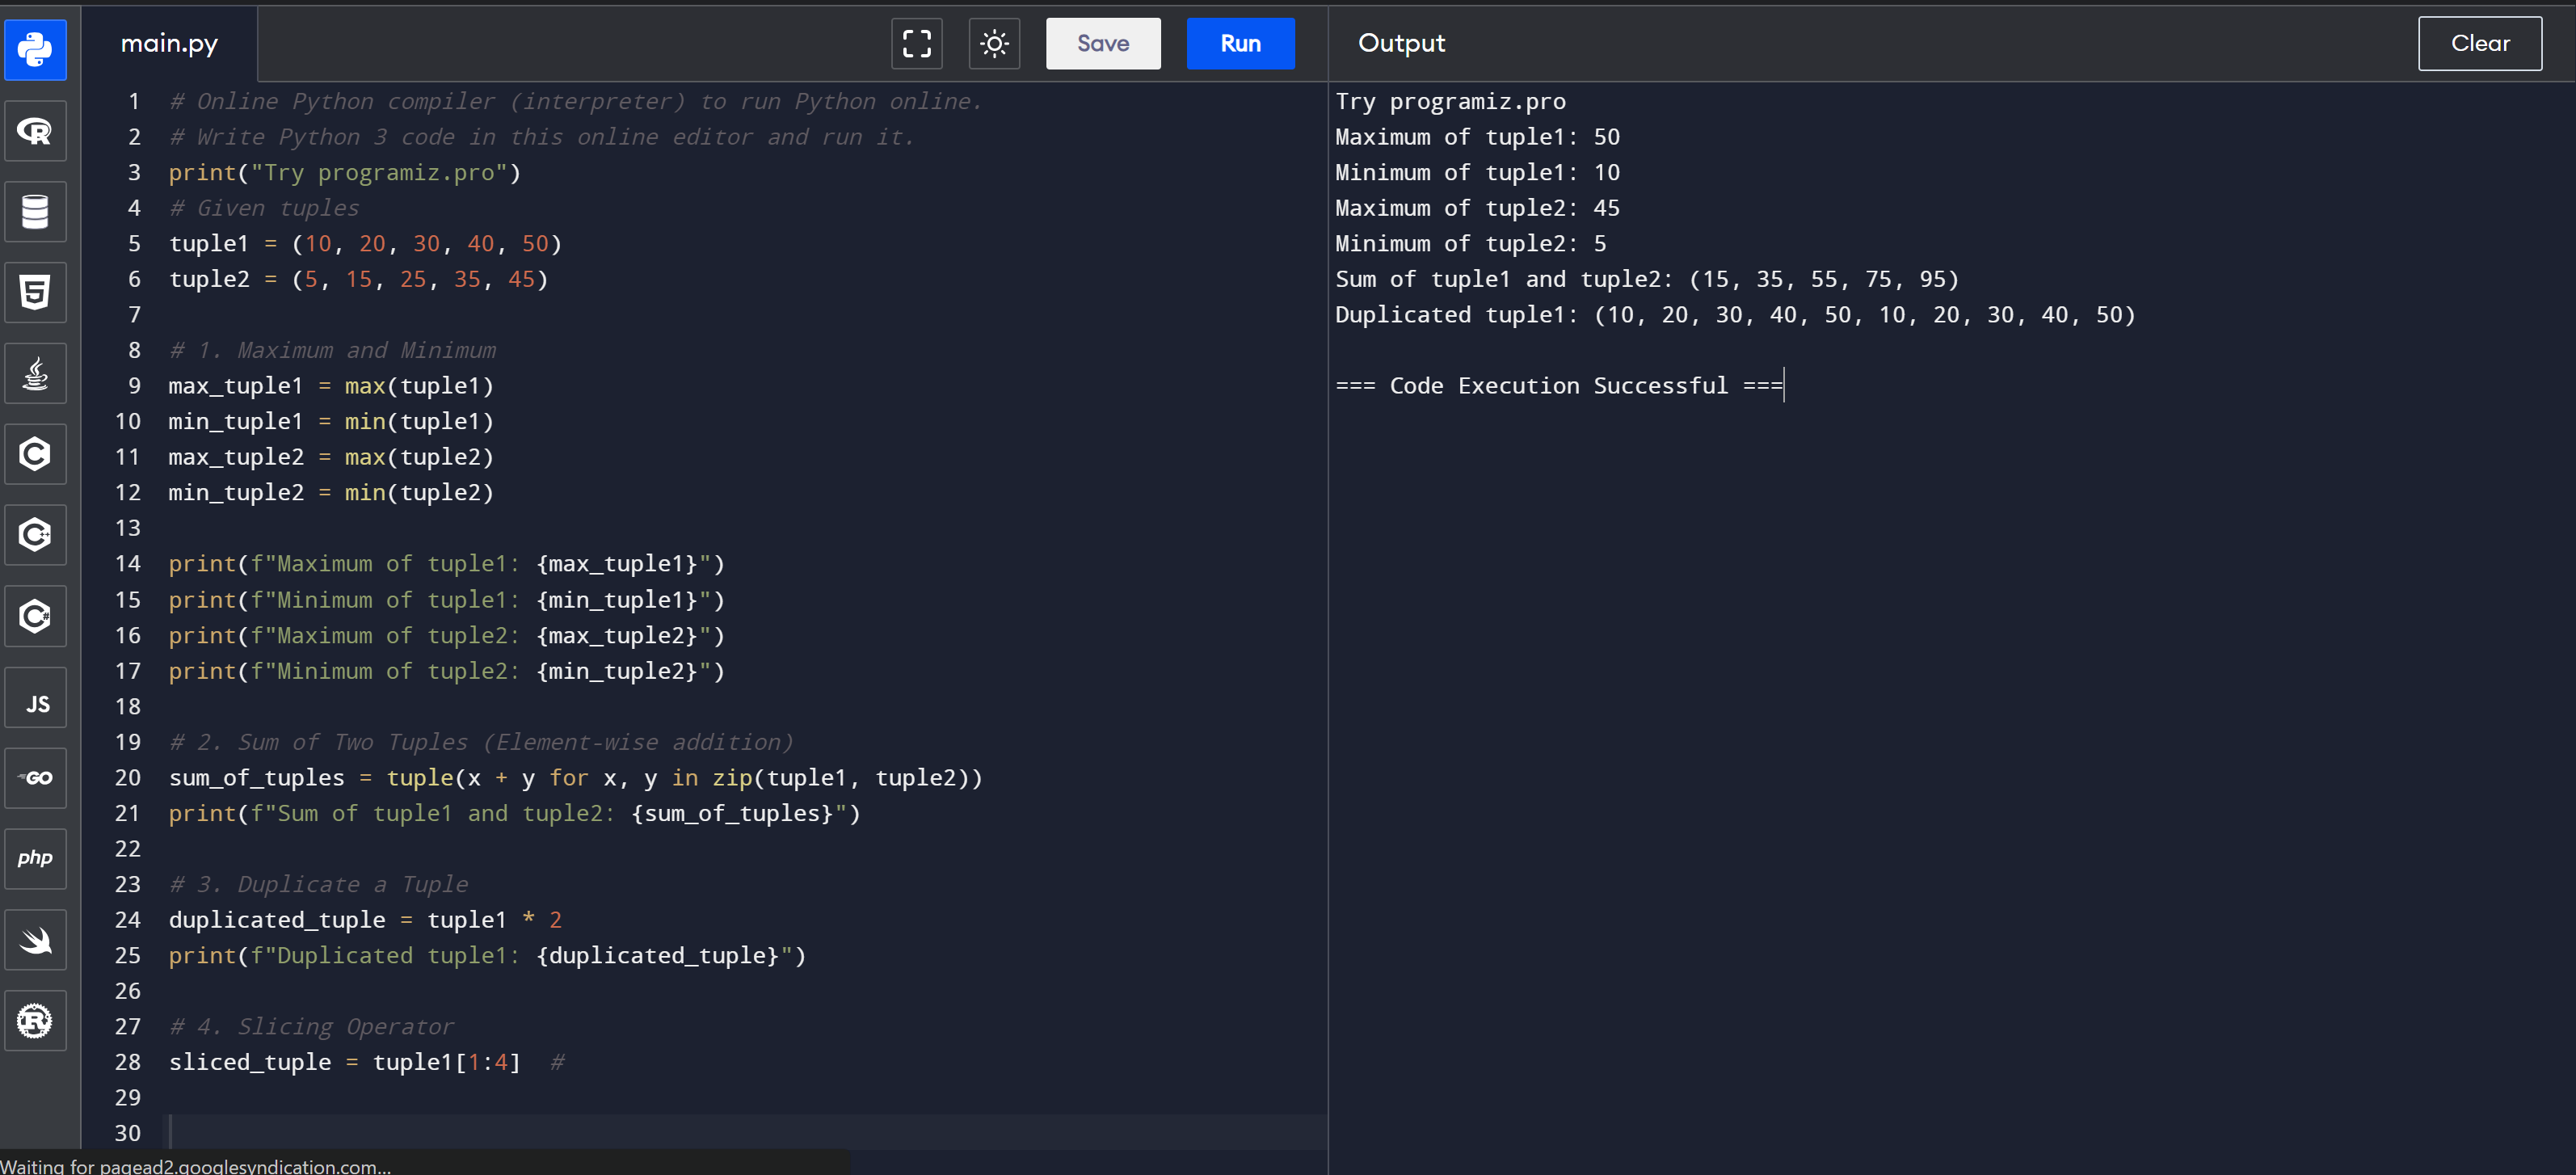 main.py
Save
Run
Output
Clear
1 # Online Python compiler (interpreter) to run Python online.
2 # Write Python 3 code in this online editor and run it.
3 print("Try programiz.pro")
4 # Given tuples
5 tuple1 = (10, 20, 30, 40, 50)
6 tuple2 = (5, 15, 25, 35, 45)
7
8 # 1. Maximum and Minimum
9 max_tuple1 = max(tuple1)
10 min_tuple1 = min(tuple1)
11 max_tuple2 = max(tuple2)
12 min_tuple2 = min(tuple2)
13
14 print(f"Maximum of tuple1: {max_tuple1}")
15 print(f"Minimum of tuple1: {min_tuple1}")
16 print(f"Maximum of tuple2: {max_tuple2}")
17 print(f"Minimum of tuple2: {min_tuple2}")
18
19 # 2. Sum of Two Tuples (Element-wise addition)
20 sum_of_tuples = tuple(x + y for x, y in zip(tuple1, tuple2))
21 print(f"Sum of tuple1 and tuple2: {sum_of_tuples}")
22
23 # 3. Duplicate a Tuple
24 duplicated_tuple = tuple1 * 2
25 print(f"Duplicated tuple1: {duplicated_tuple}")
26
27 # 4. Slicing Operator
28 sliced_tuple = tuple1[1:4]  #
29
30
Try programiz.pro
Maximum of tuple1: 50
Minimum of tuple1: 10
Maximum of tuple2: 45
Minimum of tuple2: 5
Sum of tuple1 and tuple2: (15, 35, 55, 75, 95)
Duplicated tuple1: (10, 20, 30, 40, 50, 10, 20, 30, 40, 50)
=== Code Execution Successful ===
R
5
C
C++
C#
JS
GO
php
R
Waiting for pagead2.googlesyndication.com...